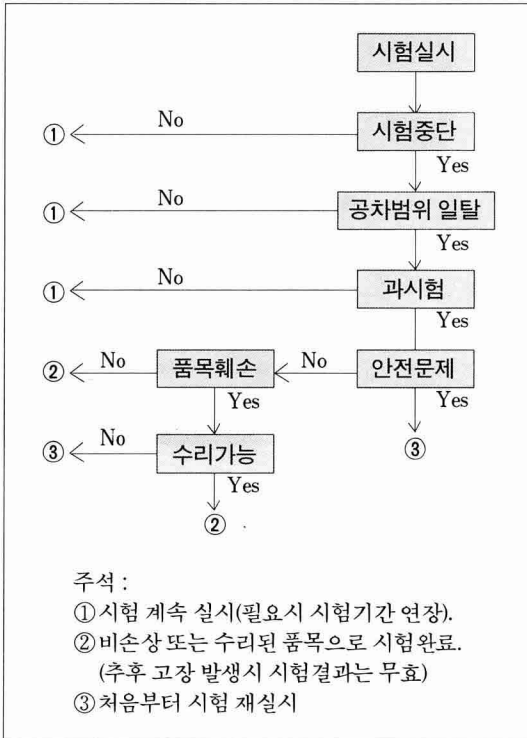 시험실시
No
① 시험중단
Yes
No
① 공차범위 일탈
Yes
No
① 과시험
Yes
② No 품목훼손 No 안전문제
Yes Yes
③ No 수리가능 ③
Yes
②
주석 :
①시험 계속 실시(필요시 시험기간 연장).
②비손상 또는 수리된 품목으로 시험완료.
(추후 고장 발생시 시험결과는 무효)
③처음부터 시험 재실시